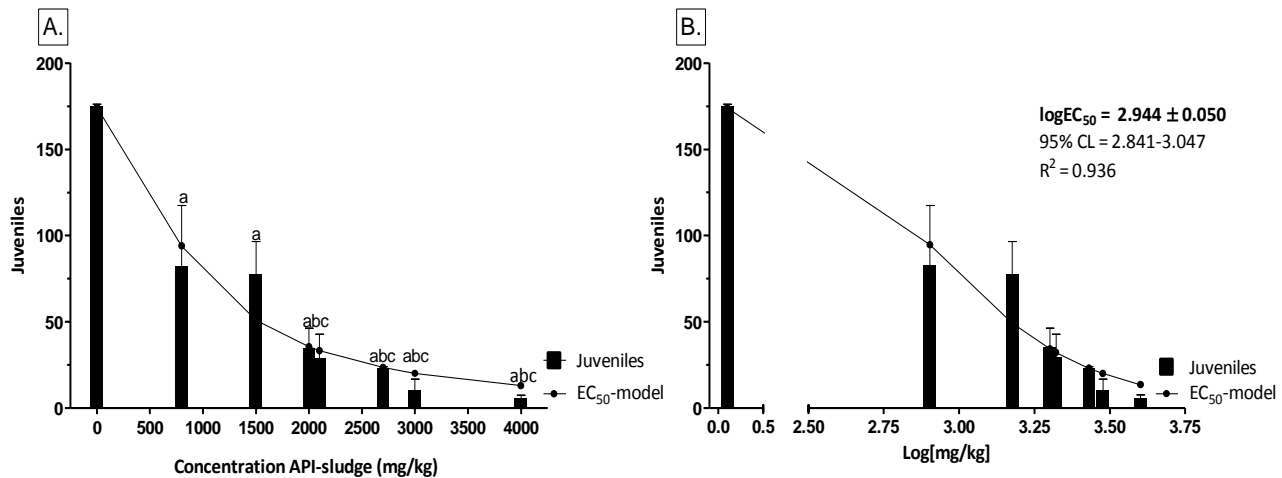 A.
200
150
100
50
0
Juveniles
a
a
abc
abc abc
abc
Juveniles
EC₅₀-model
0 500 1000 1500 2000 2500 3000 3500 4000
Concentration API-sludge (mg/kg)
B.
200
150
100
50
0
Juveniles
logEC₅₀ = 2.944 ± 0.050
95% CL = 2.841-3.047
R² = 0.936
Juveniles
EC₅₀-model
0.0 0.5 2.50 2.75 3.00 3.25 3.50 3.75
Log[mg/kg]